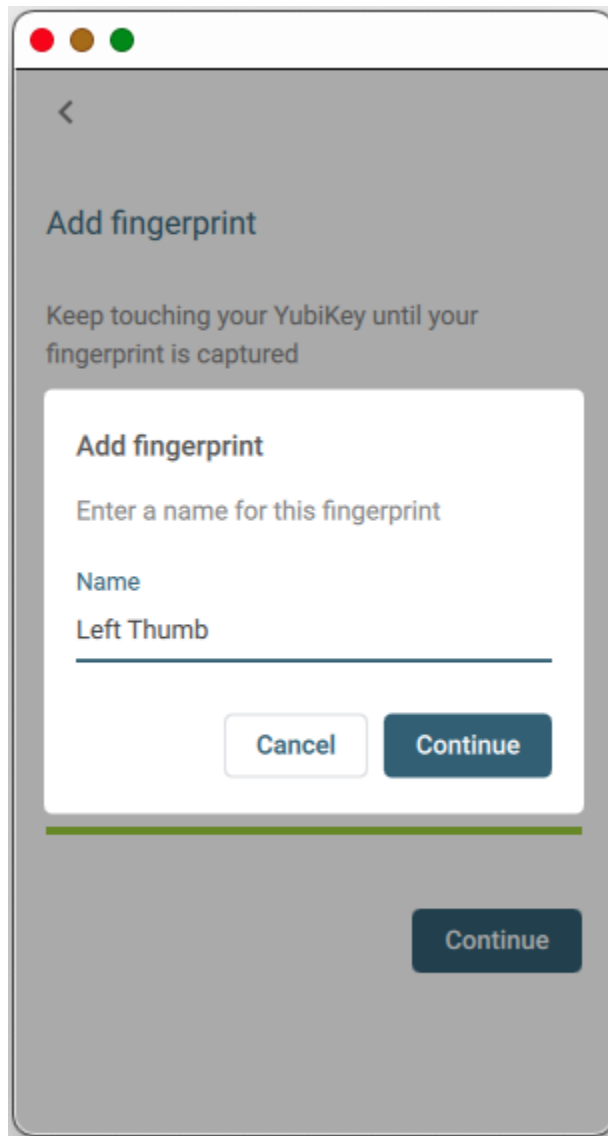 Add fingerprint
Keep touching your YubiKey until your
fingerprint is captured
Add fingerprint
Enter a name for this fingerprint
Name
Left Thumb
Cancel Continue
Continue